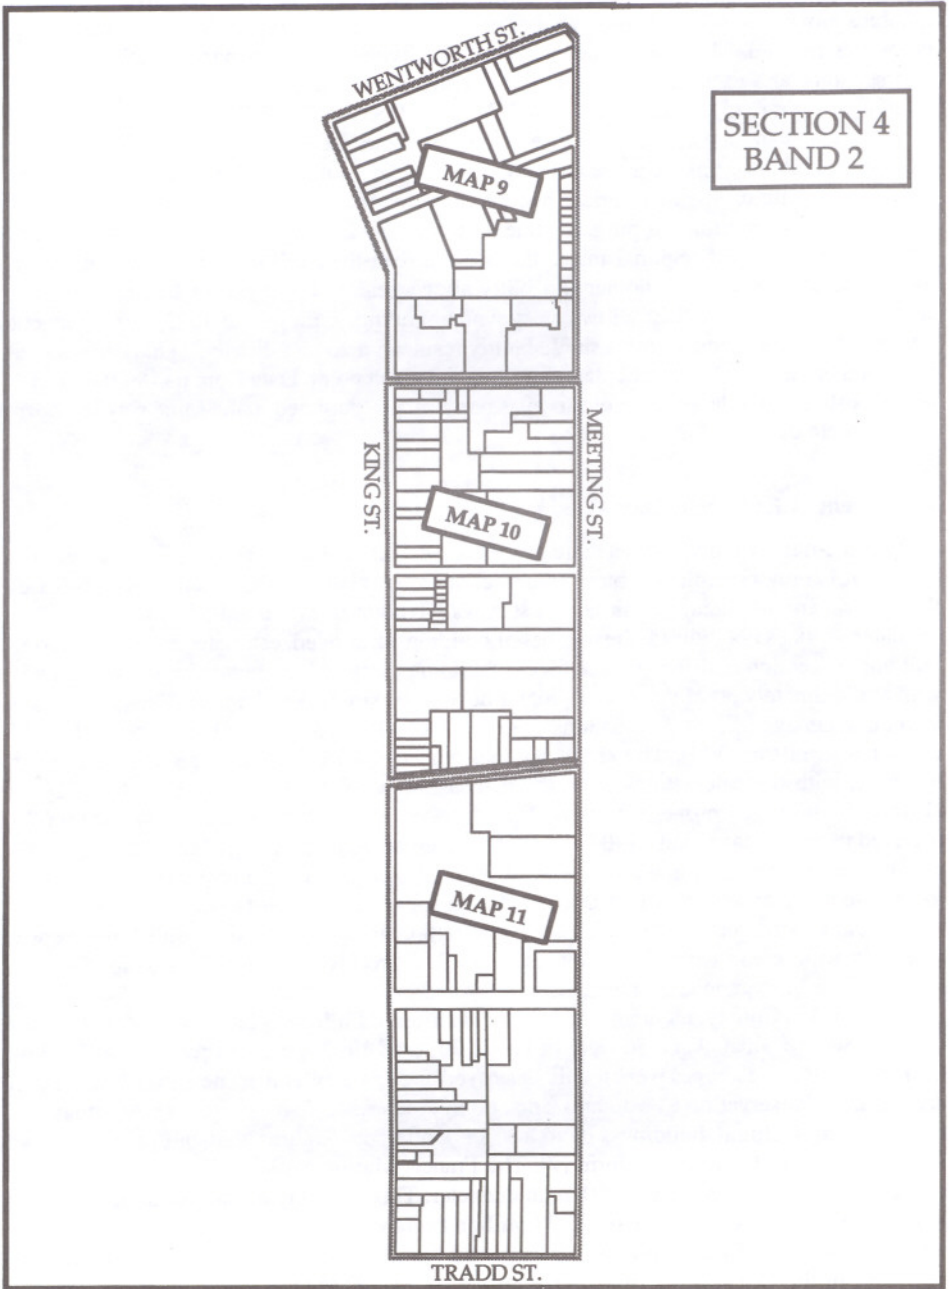 WENTWORTH ST.
SECTION 4
BAND 2
MAP 9
KING ST.
MEETING ST.
MAP 10
MAP 11
TRADD ST.